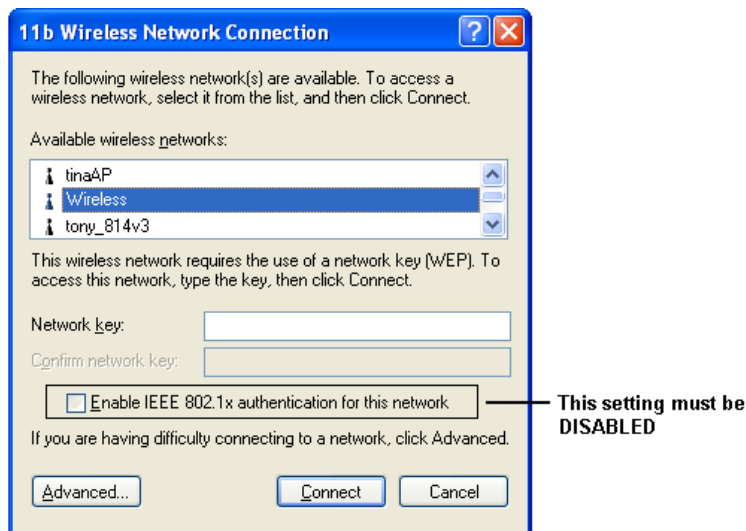 11b Wireless Network Connection
The following wireless network(s) are available. To access a
wireless network, select it from the list, and then click Connect.
Available wireless networks:
tinaAP
Wireless
tony_814v3
This wireless network requires the use of a network key (WEP). To
access this network, type the key, then click Connect.
Network key:
Confirm network key:
Enable IEEE 802.1x authentication for this network
This setting must be
DISABLED
If you are having difficulty connecting to a network, click Advanced.
Advanced...
Connect
Cancel